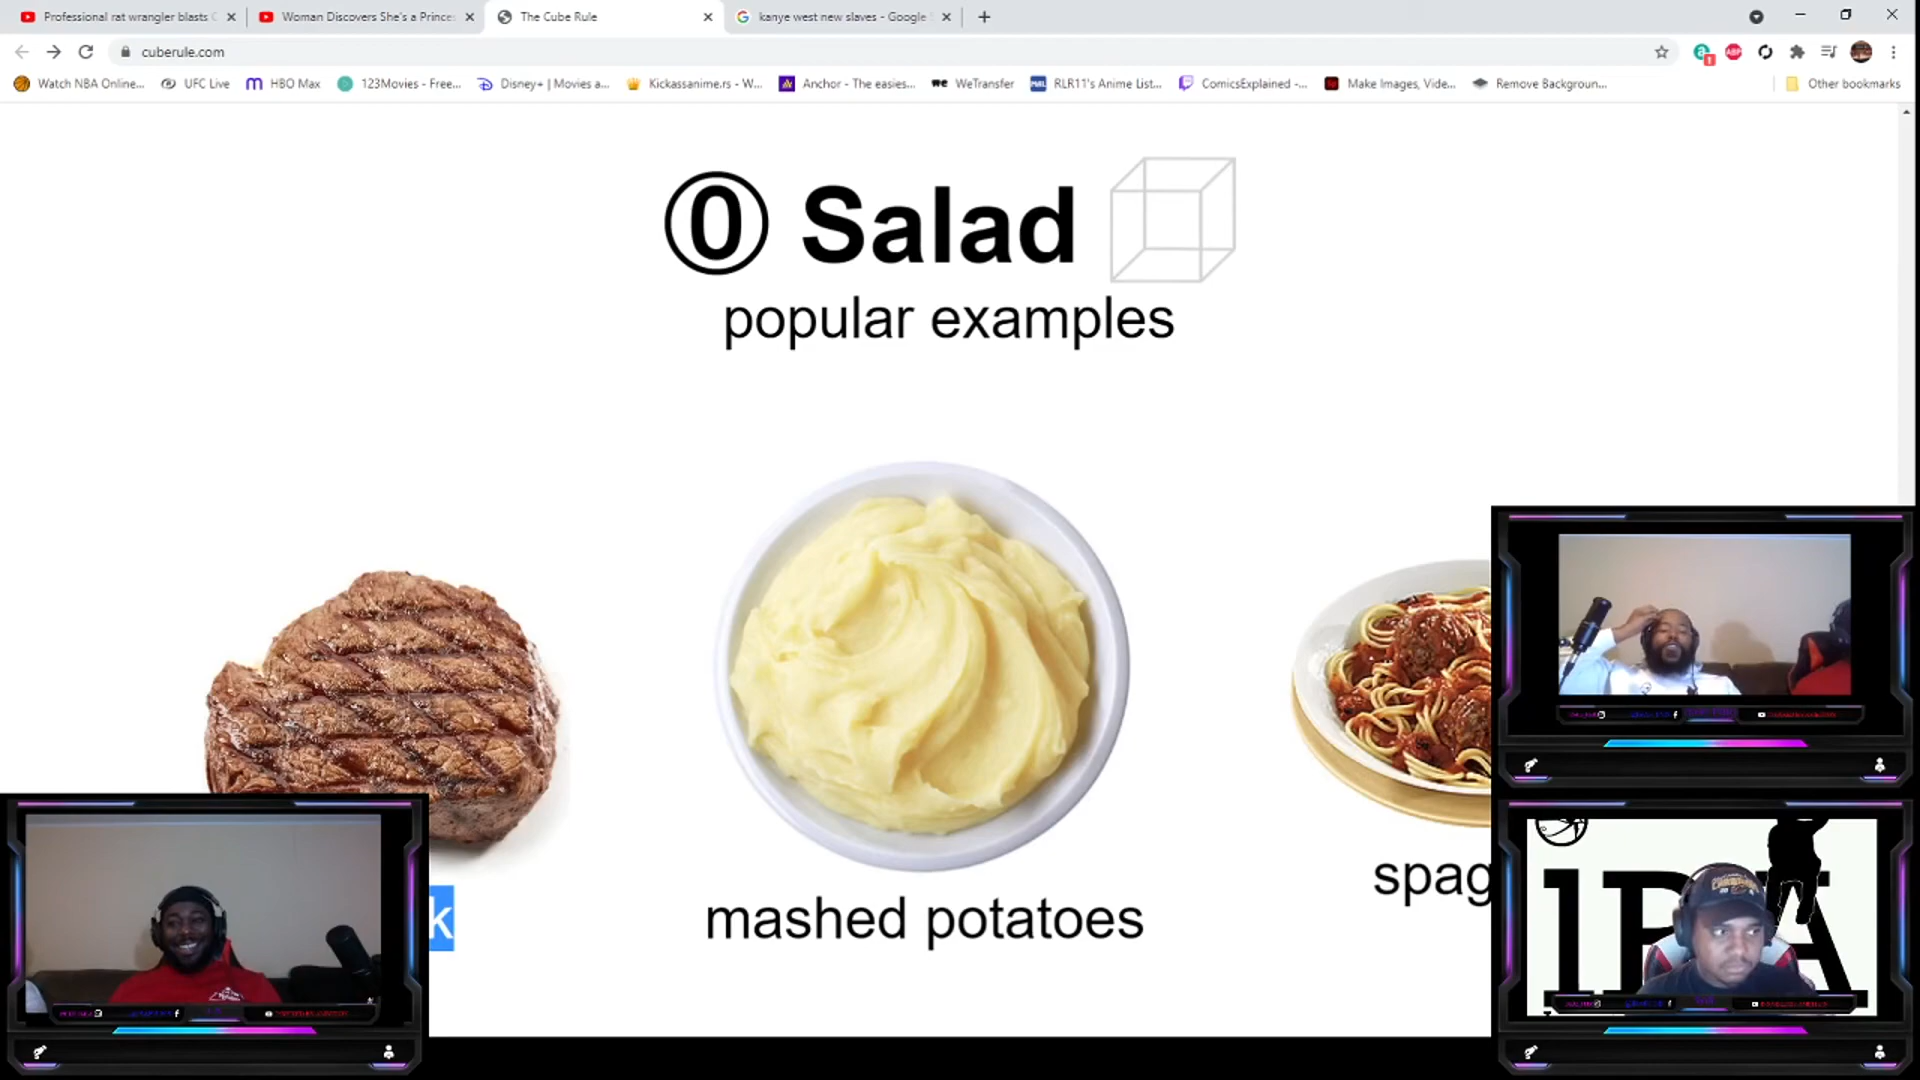 Professional rat wrangler blasts
Woman Discovers She's a Prince
The Cube Rule
kanye west new slaves - Google
cuberule.com
Watch NBA Online...
UFC Live
HBO Max
123Movies - Free...
Disney+ | Movies a...
Kickassanime.rs - W...
Anchor - The easies...
WeTransfer
RLR11's Anime List...
ComicsExplained -...
Make Images, Vide...
Remove Backgroun...
Other bookmarks
0 Salad
popular examples
k
mashed potatoes
spag